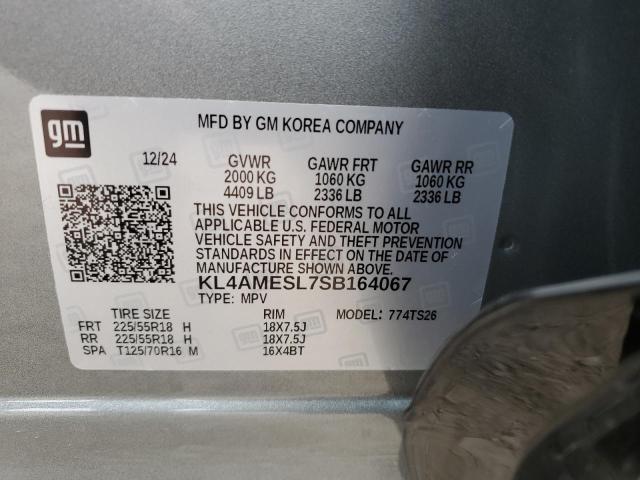 gm
MFD BY GM KOREA COMPANY
12/24 GVWR GAWR FRT GAWR RR
2000 KG 1060 KG 1060 KG
4409 LB 2336 LB 2336 LB
THIS VEHICLE CONFORMS TO ALL
APPLICABLE U.S. FEDERAL MOTOR
VEHICLE SAFETY AND THEFT PREVENTION
STANDARDS IN EFFECT ON THE DATE OF
MANUFACTURE SHOWN ABOVE.
KL4AMESL7SB164067
TYPE: MPV
TIRE SIZE RIM MODEL: 774TS26
FRT 225/55R18 H 18X7.5J
RR 225/55R18 H 18X7.5J
SPA T125/70R16 M 16X4BT